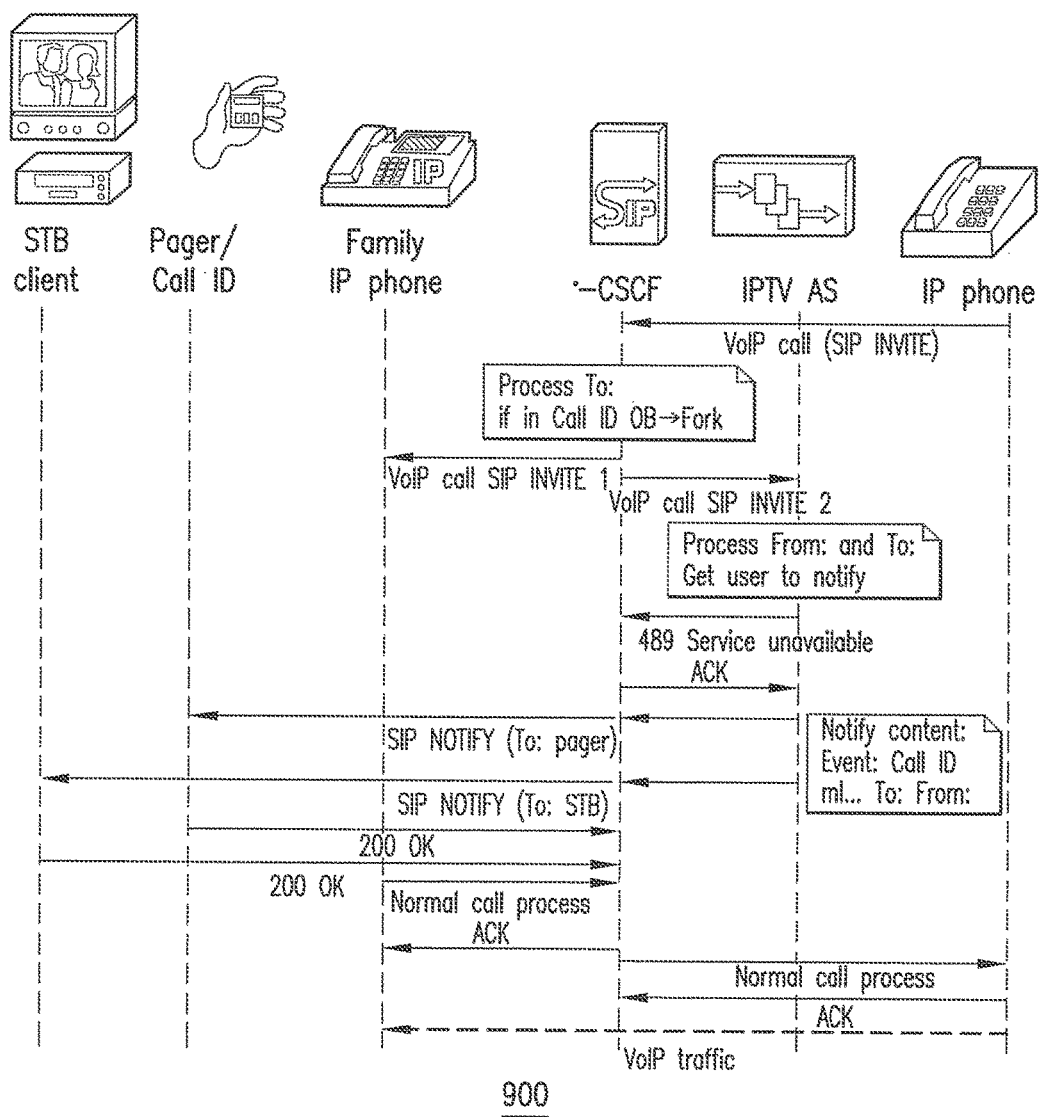 IP
SIP
STB
client
Pager/
Call ID
Family
IP phone
·–CSCF
IPTV AS
IP phone
VoIP call (SIP INVITE)
Process To:
if in Call ID OB→Fork
VoIP call SIP INVITE 1
VoIP call SIP INVITE 2
Process From: and To:
Get user to notify
489 Service unavailable
ACK
SIP NOTIFY (To: pager)
Notify content:
Event: Call ID
ml... To: From:
SIP NOTIFY (To: STB)
200 OK
200 OK
Normal call process
ACK
Normal call process
ACK
VoIP traffic
900